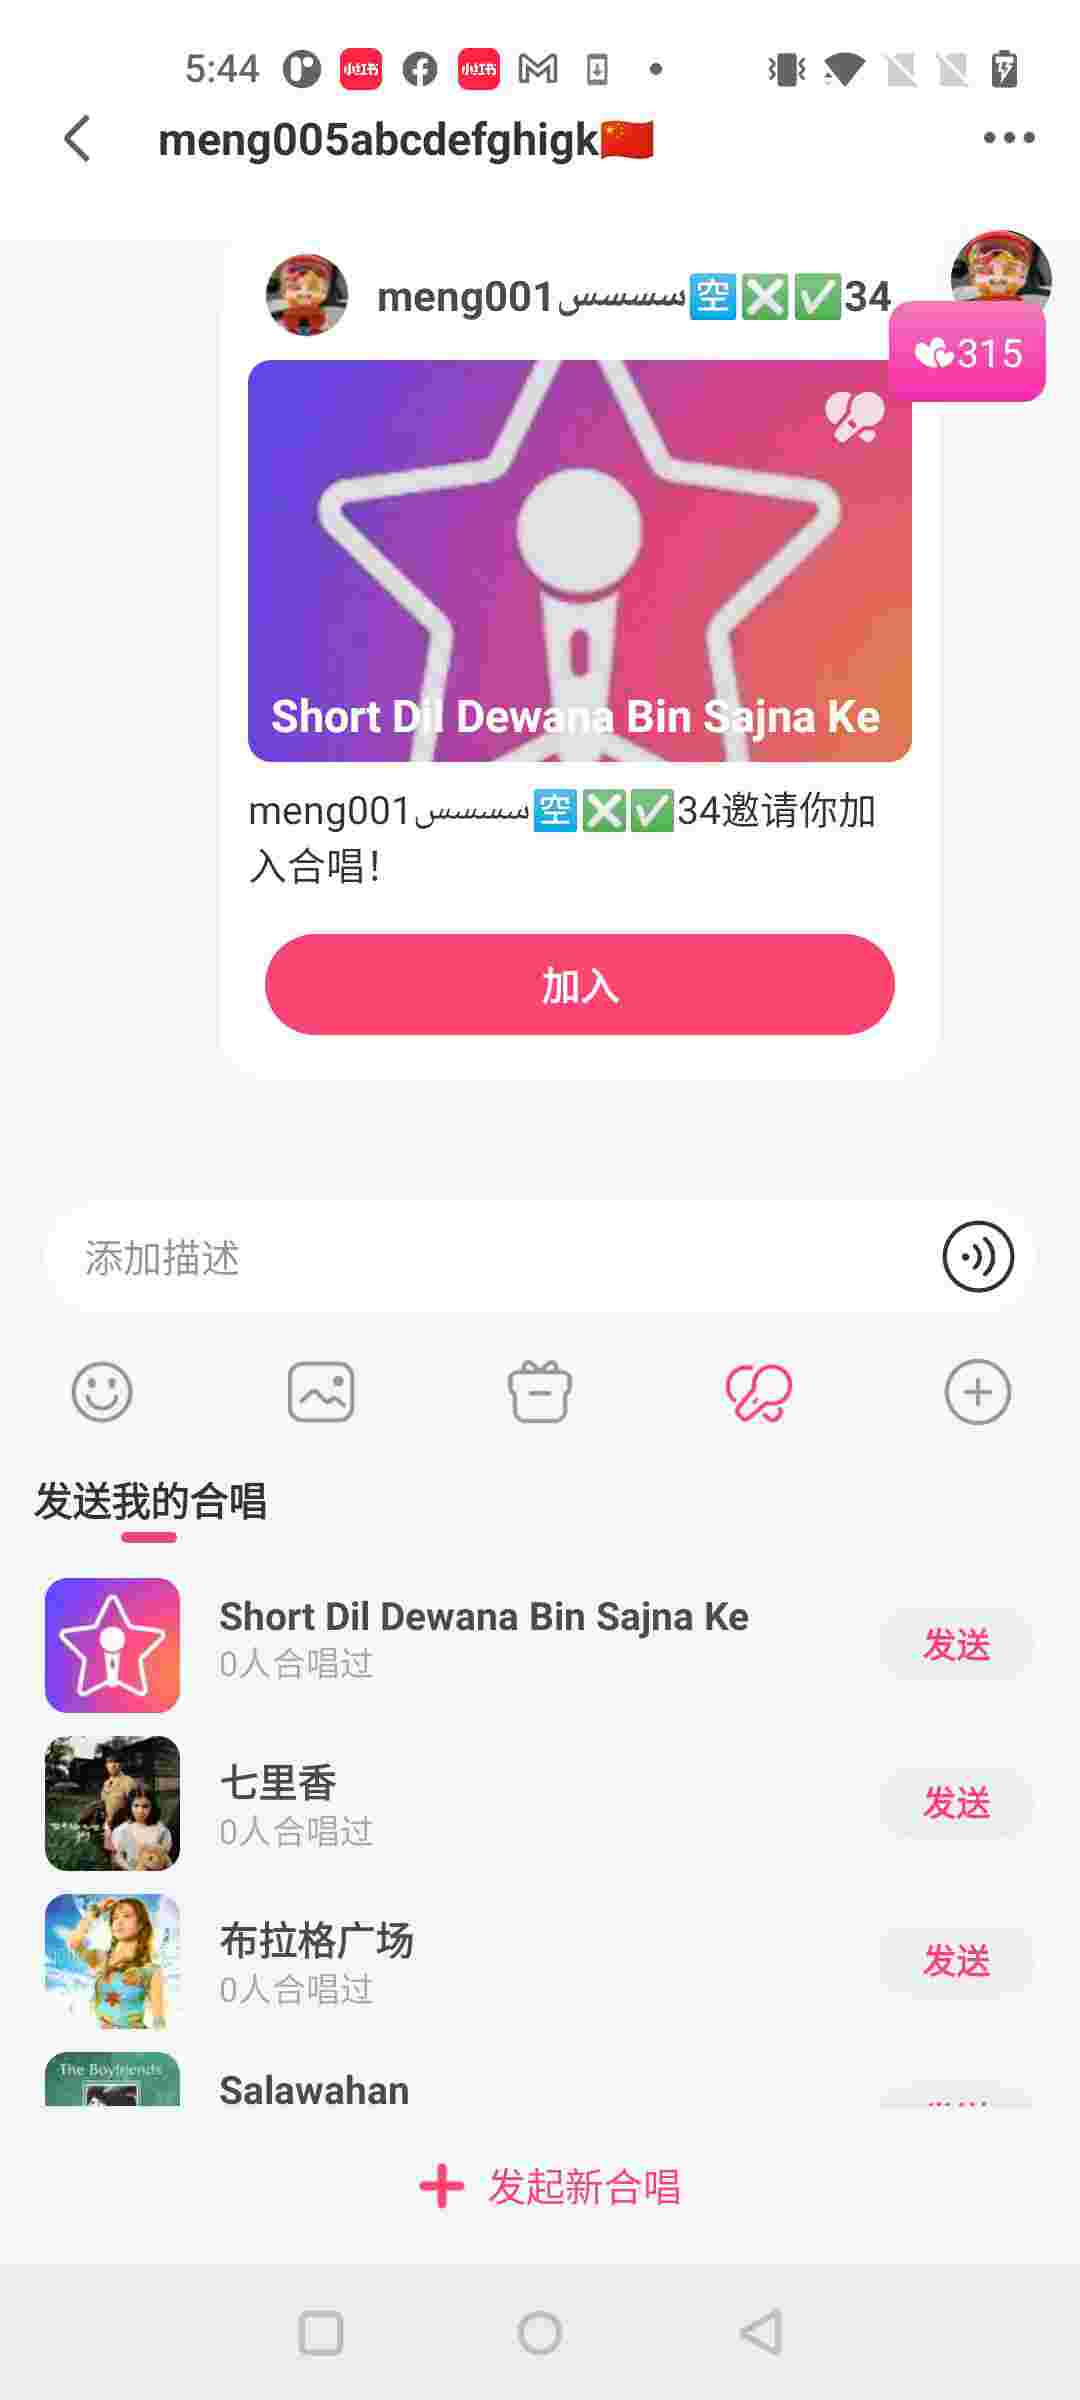 5:44
小红书
小红书
meng005abcdefghigk🇨🇳
meng001سسسس🈳❎✅34
315
Short Dil Dewana Bin Sajna Ke
meng001سسسس🈳❎✅34邀请你加
入合唱！
加入
添加描述
发送我的合唱
Short Dil Dewana Bin Sajna Ke
0人合唱过
发送
七里香
0人合唱过
发送
布拉格广场
0人合唱过
发送
The Boyfriends
Salawahan
发起新合唱